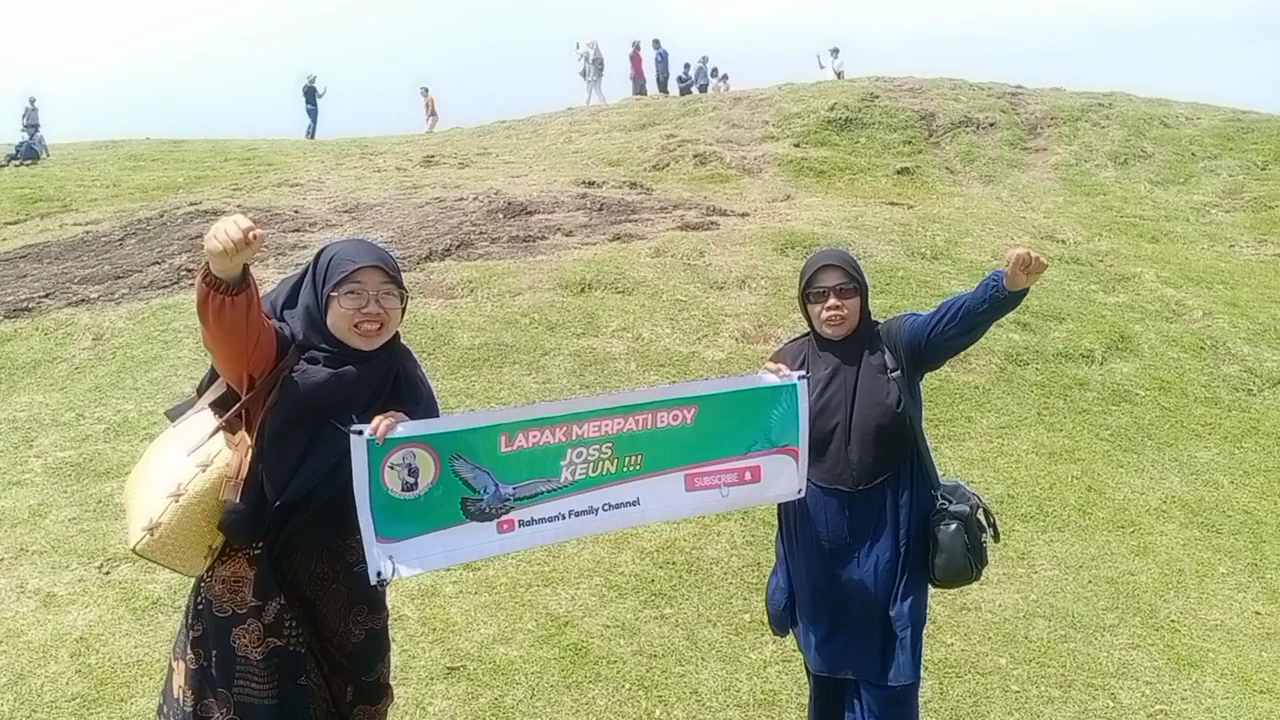 LAPAK MERPATI BOY
JOSS
KEUN !!!
SUBSCRIBE
Rahman's Family Channel